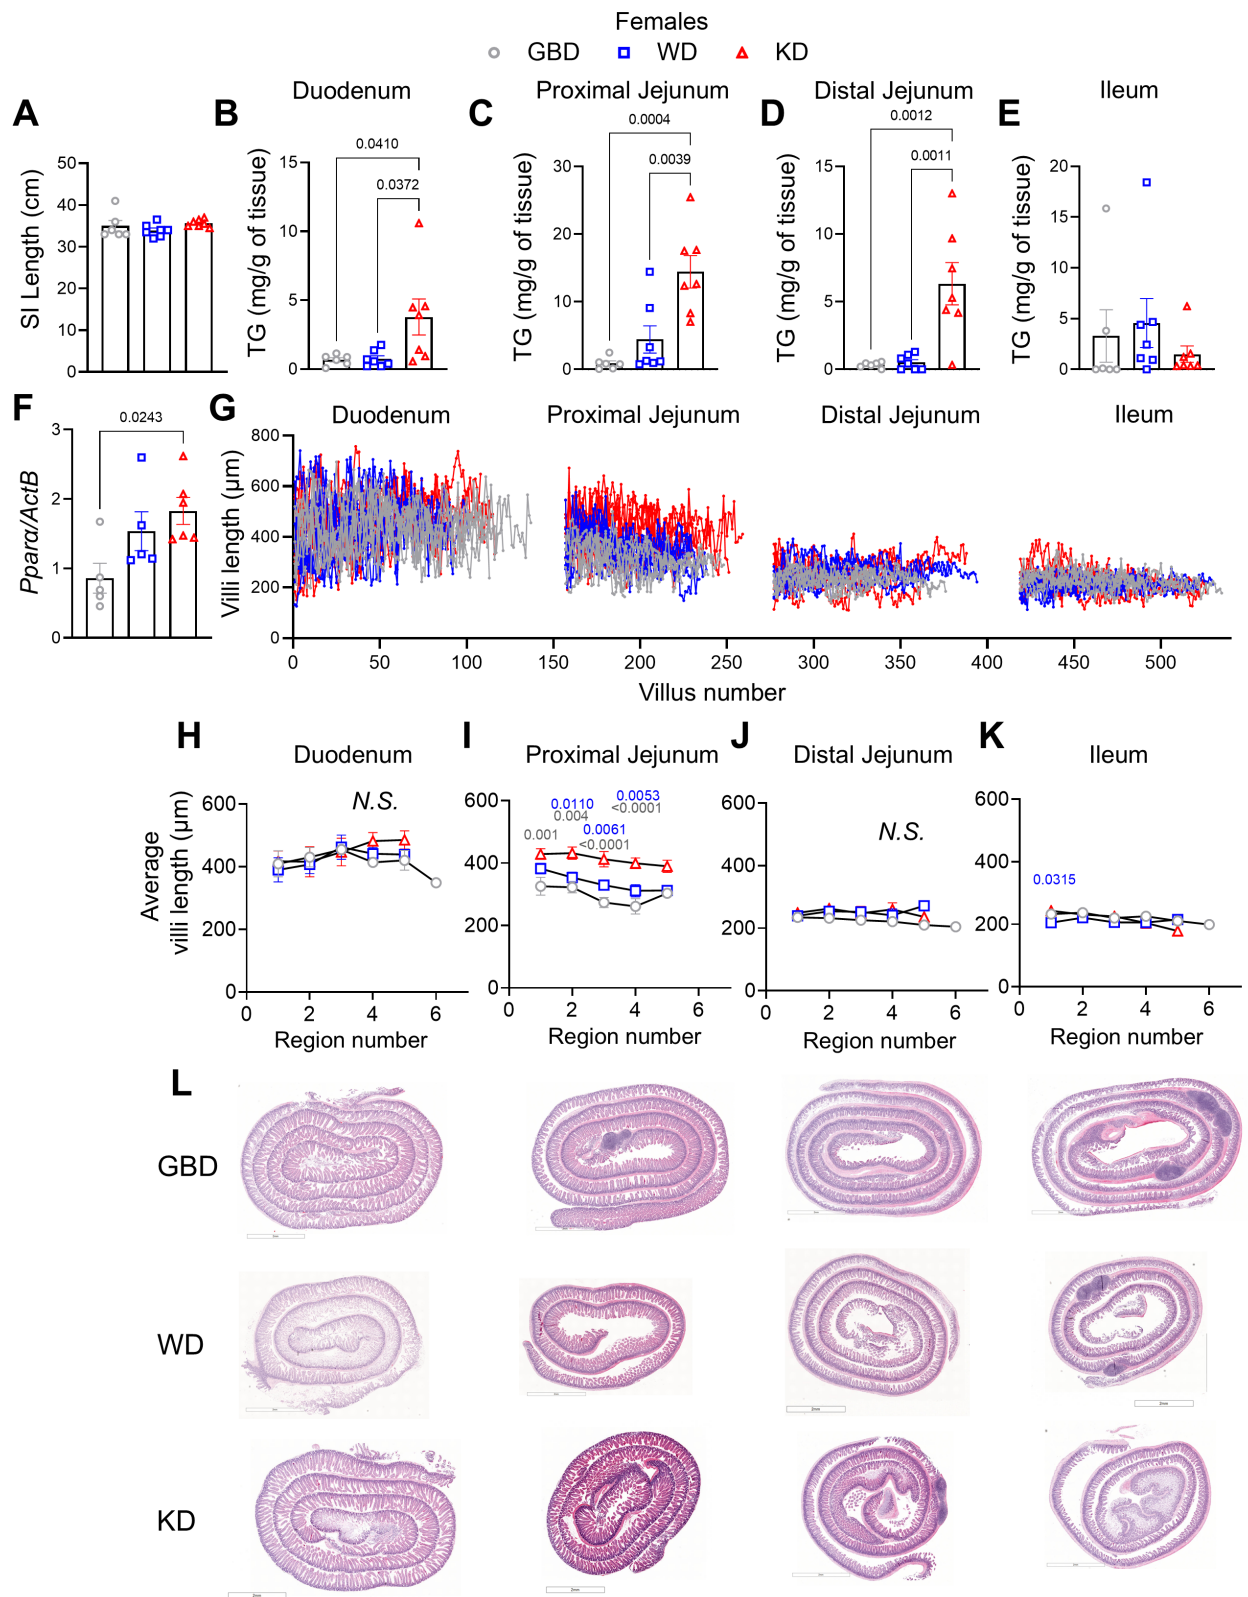 Females
GBD WD KD
A B C D E
Duodenum Proximal Jejunum Distal Jejunum Ileum
SI Length (cm)
50
40
30
20
10
0
TG (mg/g of tissue)
15
10
5
0
0.0410
0.0372
TG (mg/g of tissue)
30
20
10
0
0.0004
0.0039
TG (mg/g of tissue)
15
10
5
0
0.0012
0.0011
TG (mg/g of tissue)
20
15
10
5
0
F
Ppara/ActB
3
2
1
0
0.0243
G
Duodenum Proximal Jejunum Distal Jejunum Ileum
Villi length (μm)
800
600
400
200
0
0 50 100 150 200 250 300 350 400 450 500
Villus number
H
Duodenum
Average
villi length (μm)
600
400
200
0
N.S.
0 2 4 6
Region number
I
Proximal Jejunum
600
400
200
0
0.0053
0.0110 <0.0001
0.004
0.001 0.0061
<0.0001
0 2 4 6
Region number
J
Distal Jejunum
600
400
200
0
N.S.
0 2 4 6
Region number
K
Ileum
600
400
200
0
0.0315
0 2 4 6
Region number
L
GBD
WD
2mm
2mm
KD
2mm
2mm